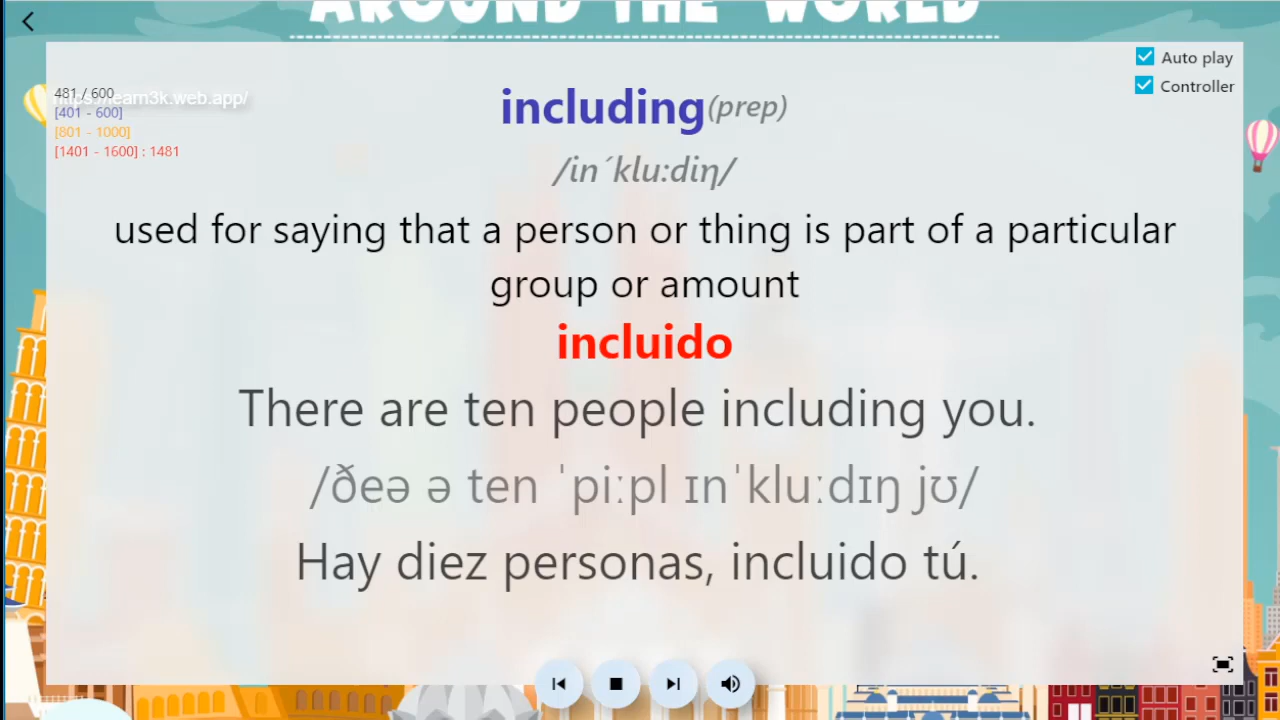 AROUND THE WORLD
Auto play
Controller
481 / 600
https://learn3k.web.app/
[401 - 600]
[801 - 1000]
[1401 - 1600] : 1481
including(prep)
/in´klu:diŋ/
used for saying that a person or thing is part of a particular
group or amount
incluido
There are ten people including you.
/ðeə ə ten ˈpiːpl ɪnˈkluːdɪŋ jʊ/
Hay diez personas, incluido tú.